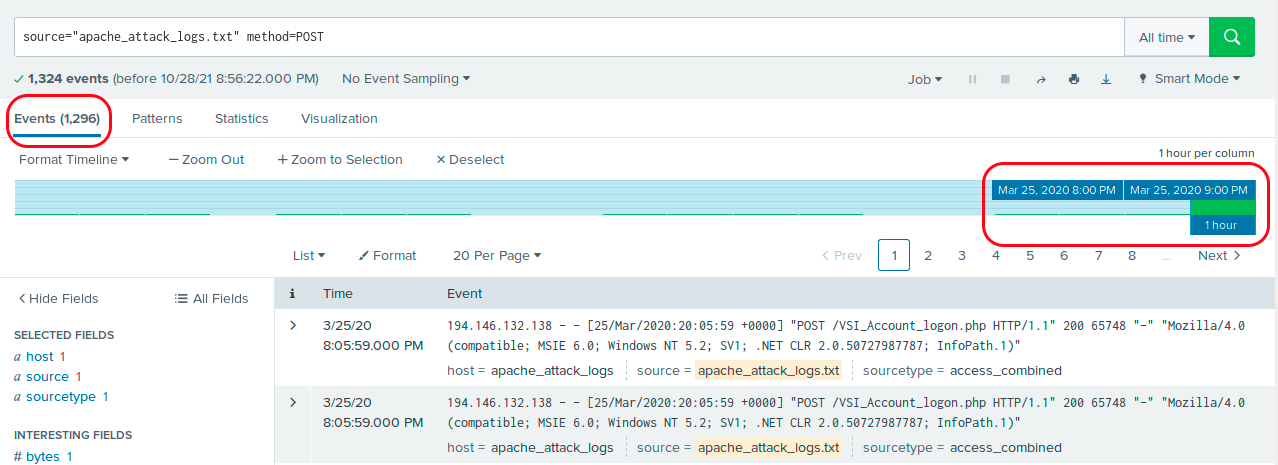 source="apache_attack_logs.txt" method=POST
All time
1,324 events (before 10/28/21 8:56:22.000 PM)
No Event Sampling
Job
Smart Mode
Events (1,296)
Patterns
Statistics
Visualization
Format Timeline
— Zoom Out
+ Zoom to Selection
× Deselect
1 hour per column
Mar 25, 2020 8:00 PM
Mar 25, 2020 9:00 PM
1 hour
List
Format
20 Per Page
< Prev
1
2
3
4
5
6
7
8
...
Next >
< Hide Fields
All Fields
i
Time
Event
SELECTED FIELDS
a host 1
a source 1
a sourcetype 1
INTERESTING FIELDS
# bytes 1
>
3/25/20
8:05:59.000 PM
194.146.132.138 - - [25/Mar/2020:20:05:59 +0000] "POST /VSI_Account_logon.php HTTP/1.1" 200 65748 "-" "Mozilla/4.0
(compatible; MSIE 6.0; Windows NT 5.2; SV1; .NET CLR 2.0.50727987787; InfoPath.1)"
host = apache_attack_logs
source = apache_attack_logs.txt
sourcetype = access_combined
>
3/25/20
8:05:59.000 PM
194.146.132.138 - - [25/Mar/2020:20:05:59 +0000] "POST /VSI_Account_logon.php HTTP/1.1" 200 65748 "-" "Mozilla/4.0
(compatible; MSIE 6.0; Windows NT 5.2; SV1; .NET CLR 2.0.50727987787; InfoPath.1)"
host = apache_attack_logs
source = apache_attack_logs.txt
sourcetype = access_combined